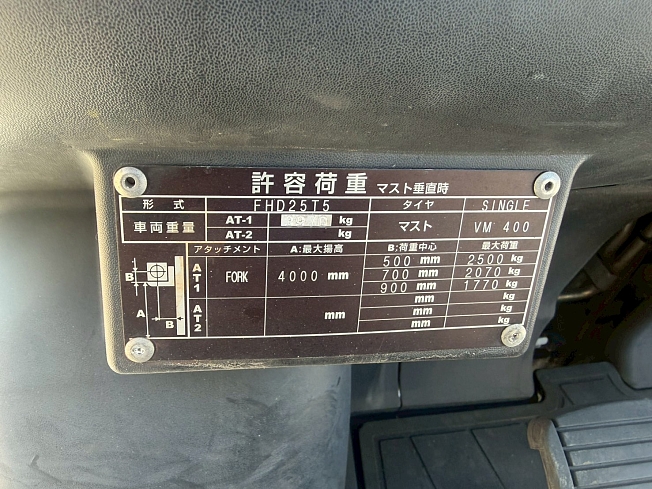 許容荷重 マスト垂直時
形式 FHD25T5 タイヤ SINGLE
車両重量 AT-1 kg マスト VM 400
AT-2 kg
アタッチメント A:最大揚高 B:荷重中心 最大荷重
AT1 FORK 4000 mm 500 mm 2500 kg
700 mm 2070 kg
900 mm 1770 kg
AT2 mm mm kg
mm kg
mm kg
B
A
B